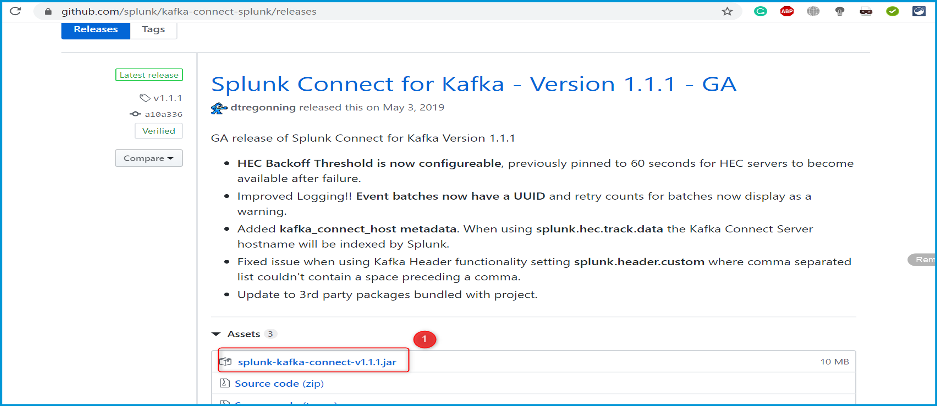 github.com/splunk/kafka-connect-splunk/releases
ABP
Releases
Tags
Latest release
v1.1.1
a10a336
Verified
Compare
Splunk Connect for Kafka - Version 1.1.1 - GA
dtregonning released this on May 3, 2019
GA release of Splunk Connect for Kafka Version 1.1.1
HEC Backoff Threshold is now configureable, previously pinned to 60 seconds for HEC servers to become
available after failure.
Improved Logging!! Event batches now have a UUID and retry counts for batches now display as a
warning.
Added kafka_connect_host metadata. When using splunk.hec.track.data the Kafka Connect Server
hostname will be indexed by Splunk.
Fixed issue when using Kafka Header functionality setting splunk.header.custom where comma separated
list couldn't contain a space preceding a comma.
Rem
Update to 3rd party packages bundled with project.
Assets 3
1
splunk-kafka-connect-v1.1.1.jar
10 MB
Source code (zip)